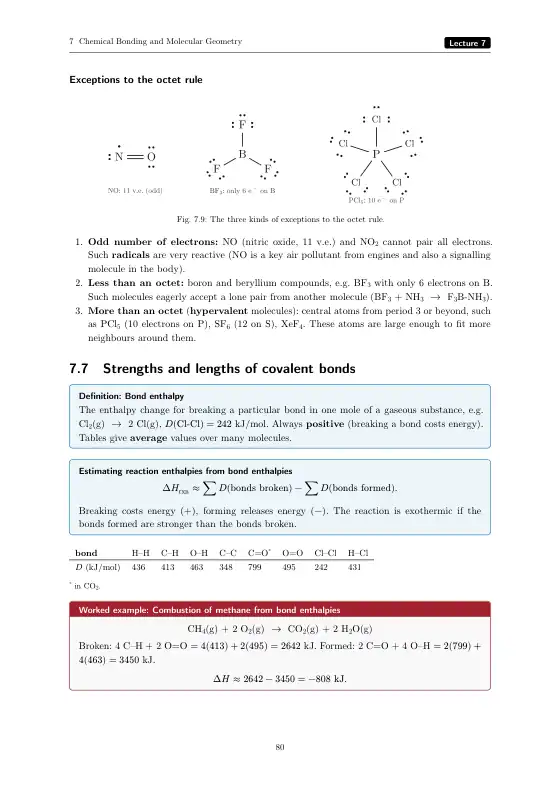 7 Chemical Bonding and Molecular Geometry
Lecture 7
Exceptions to the octet rule
N O
NO: 11 v.e. (odd)
F
B
F F
BF₃: only 6 e⁻ on B
Cl
Cl Cl
P
Cl Cl
PCl₅: 10 e⁻ on P
Fig. 7.9: The three kinds of exceptions to the octet rule.
1. Odd number of electrons: NO (nitric oxide, 11 v.e.) and NO₂ cannot pair all electrons.
Such radicals are very reactive (NO is a key air pollutant from engines and also a signalling
molecule in the body).
2. Less than an octet: boron and beryllium compounds, e.g. BF₃ with only 6 electrons on B.
Such molecules eagerly accept a lone pair from another molecule (BF₃ + NH₃ → F₃B-NH₃).
3. More than an octet (hypervalent molecules): central atoms from period 3 or beyond, such
as PCl₅ (10 electrons on P), SF₆ (12 on S), XeF₄. These atoms are large enough to fit more
neighbours around them.
7.7 Strengths and lengths of covalent bonds
Definition: Bond enthalpy
The enthalpy change for breaking a particular bond in one mole of a gaseous substance, e.g.
Cl₂(g) → 2 Cl(g), D(Cl-Cl) = 242 kJ/mol. Always positive (breaking a bond costs energy).
Tables give average values over many molecules.
Estimating reaction enthalpies from bond enthalpies
ΔHᵣₓₙ ≈ ∑ D(bonds broken) − ∑ D(bonds formed).
Breaking costs energy (+), forming releases energy (−). The reaction is exothermic if the
bonds formed are stronger than the bonds broken.
bond H–H C–H O–H C–C C=O* O=O Cl–Cl H–Cl
D (kJ/mol) 436 413 463 348 799 495 242 431
* in CO₂.
Worked example: Combustion of methane from bond enthalpies
CH₄(g) + 2 O₂(g) → CO₂(g) + 2 H₂O(g)
Broken: 4 C–H + 2 O=O = 4(413) + 2(495) = 2642 kJ. Formed: 2 C=O + 4 O–H = 2(799) +
4(463) = 3450 kJ.
ΔH ≈ 2642 − 3450 = −808 kJ.
80